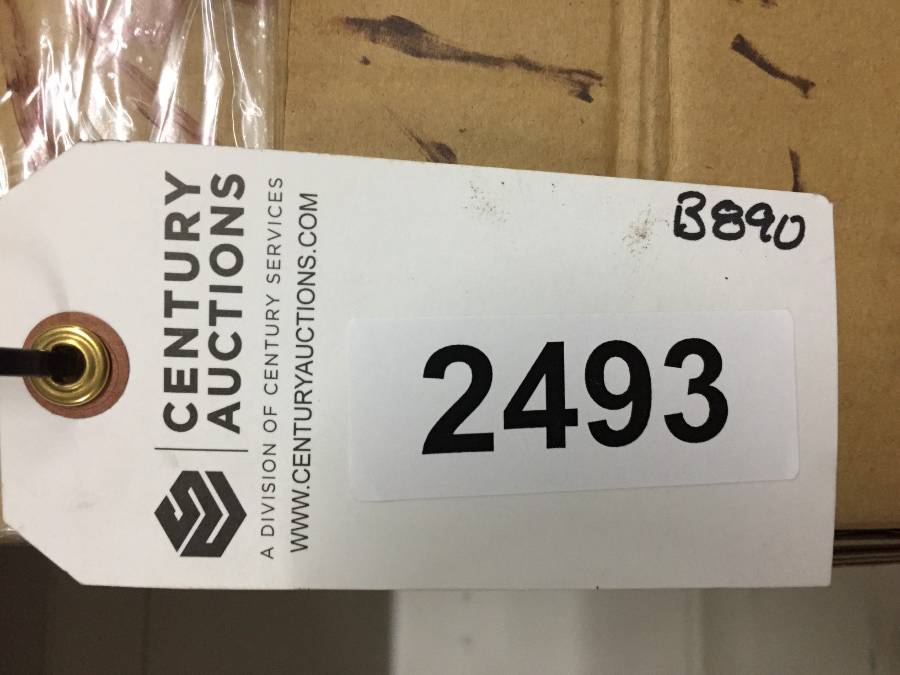 CENTURY
AUCTIONS
A DIVISION OF CENTURY SERVICES
WWW.CENTURYAUCTIONS.COM
B890
2493